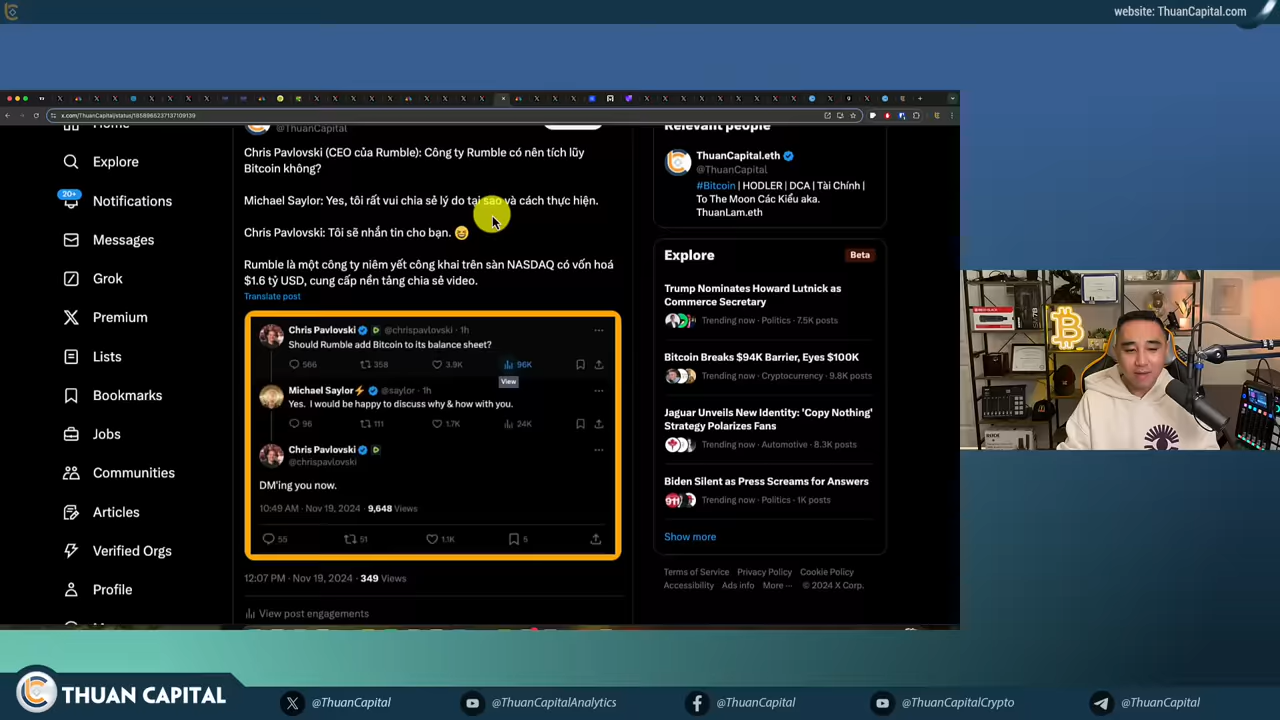 website: ThuanCapital.com
x.com/ThuanCapital/status/1858965237137109139
Home
Explore
20+
Notifications
Messages
Grok
Premium
Lists
Bookmarks
Jobs
Communities
Articles
Verified Orgs
Profile
@ThuanCapital
Chris Pavlovski (CEO của Rumble): Công ty Rumble có nên tích lũy
Bitcoin không?
Michael Saylor: Yes, tôi rất vui chia sẻ lý do tại sao và cách thực hiện.
Chris Pavlovski: Tôi sẽ nhắn tin cho bạn. 😆
Rumble là một công ty niêm yết công khai trên sàn NASDAQ có vốn hoá
$1.6 tỷ USD, cung cấp nền tảng chia sẻ video.
Translate post
Chris Pavlovski @chrispavlovski · 1h
Should Rumble add Bitcoin to its balance sheet?
566 358 3.9K 96K
View
Michael Saylor⚡ @saylor · 1h
Yes. I would be happy to discuss why & how with you.
96 111 1.7K 24K
Chris Pavlovski
@chrispavlovski
DM'ing you now.
10:49 AM · Nov 19, 2024 · 9,648 Views
55 51 1.1K 5
12:07 PM · Nov 19, 2024 · 349 Views
View post engagements
Relevant people
ThuanCapital.eth
@ThuanCapital
#Bitcoin | HODLER | DCA | Tài Chính |
To The Moon Các Kiểu aka.
ThuanLam.eth
Explore
Beta
Trump Nominates Howard Lutnick as
Commerce Secretary
Trending now · Politics · 7.5K posts
Bitcoin Breaks $94K Barrier, Eyes $100K
Trending now · Cryptocurrency · 9.8K posts
Jaguar Unveils New Identity: 'Copy Nothing'
Strategy Polarizes Fans
Trending now · Automotive · 8.3K posts
Biden Silent as Press Screams for Answers
Trending now · Politics · 1K posts
Show more
Terms of Service Privacy Policy Cookie Policy
Accessibility Ads info More ··· © 2024 X Corp.
THUAN CAPITAL
@ThuanCapital
@ThuanCapitalAnalytics
@ThuanCapital
@ThuanCapitalCrypto
@ThuanCapital